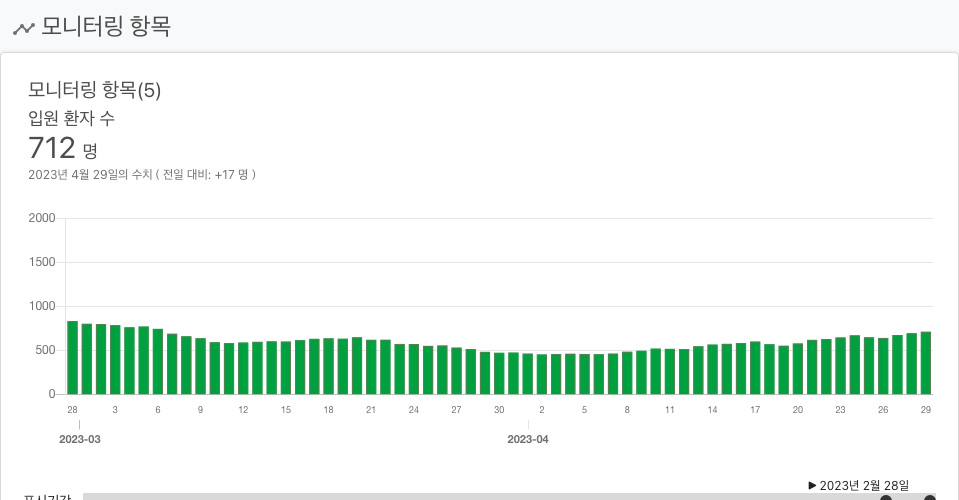 모니터링 항목
모니터링 항목(5)
입원 환자 수
712 명
2023년 4월 29일의 수치 ( 전일 대비: +17 명 )
2000
1500
1000
500
0
28 3 6 9 12 15 18 21 24 27 30 2 5 8 11 14 17 20 23 26 29
2023-03 2023-04
▶ 2023년 2월 28일
표시기간